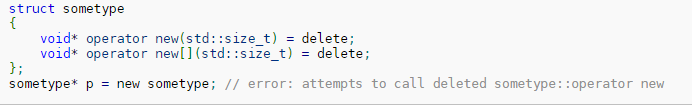 struct sometype
{
    void* operator new(std::size_t) = delete;
    void* operator new[](std::size_t) = delete;
};
sometype* p = new sometype; // error: attempts to call deleted sometype::operator new